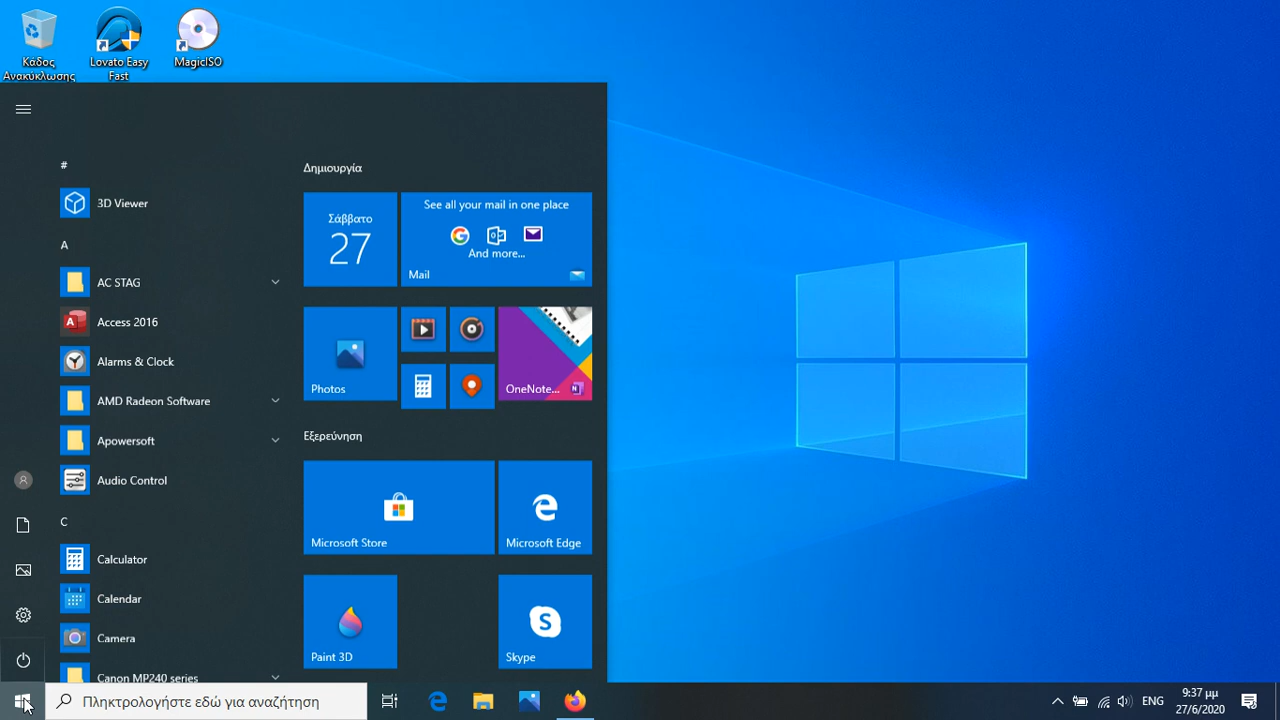 Κάδος
Ανακύκλωσης
Lovato Easy
Fast
MagicISO
#
3D Viewer
A
AC STAG
Access 2016
Alarms & Clock
AMD Radeon Software
Apowersoft
Audio Control
C
Calculator
Calendar
Camera
Canon MP240 series
Δημιουργία
Σάββατο
27
See all your mail in one place
And more...
Mail
Photos
OneNote...
Εξερεύνηση
Microsoft Store
Microsoft Edge
Paint 3D
Skype
Πληκτρολογήστε εδώ για αναζήτηση
ENG
9:37 μμ
27/6/2020